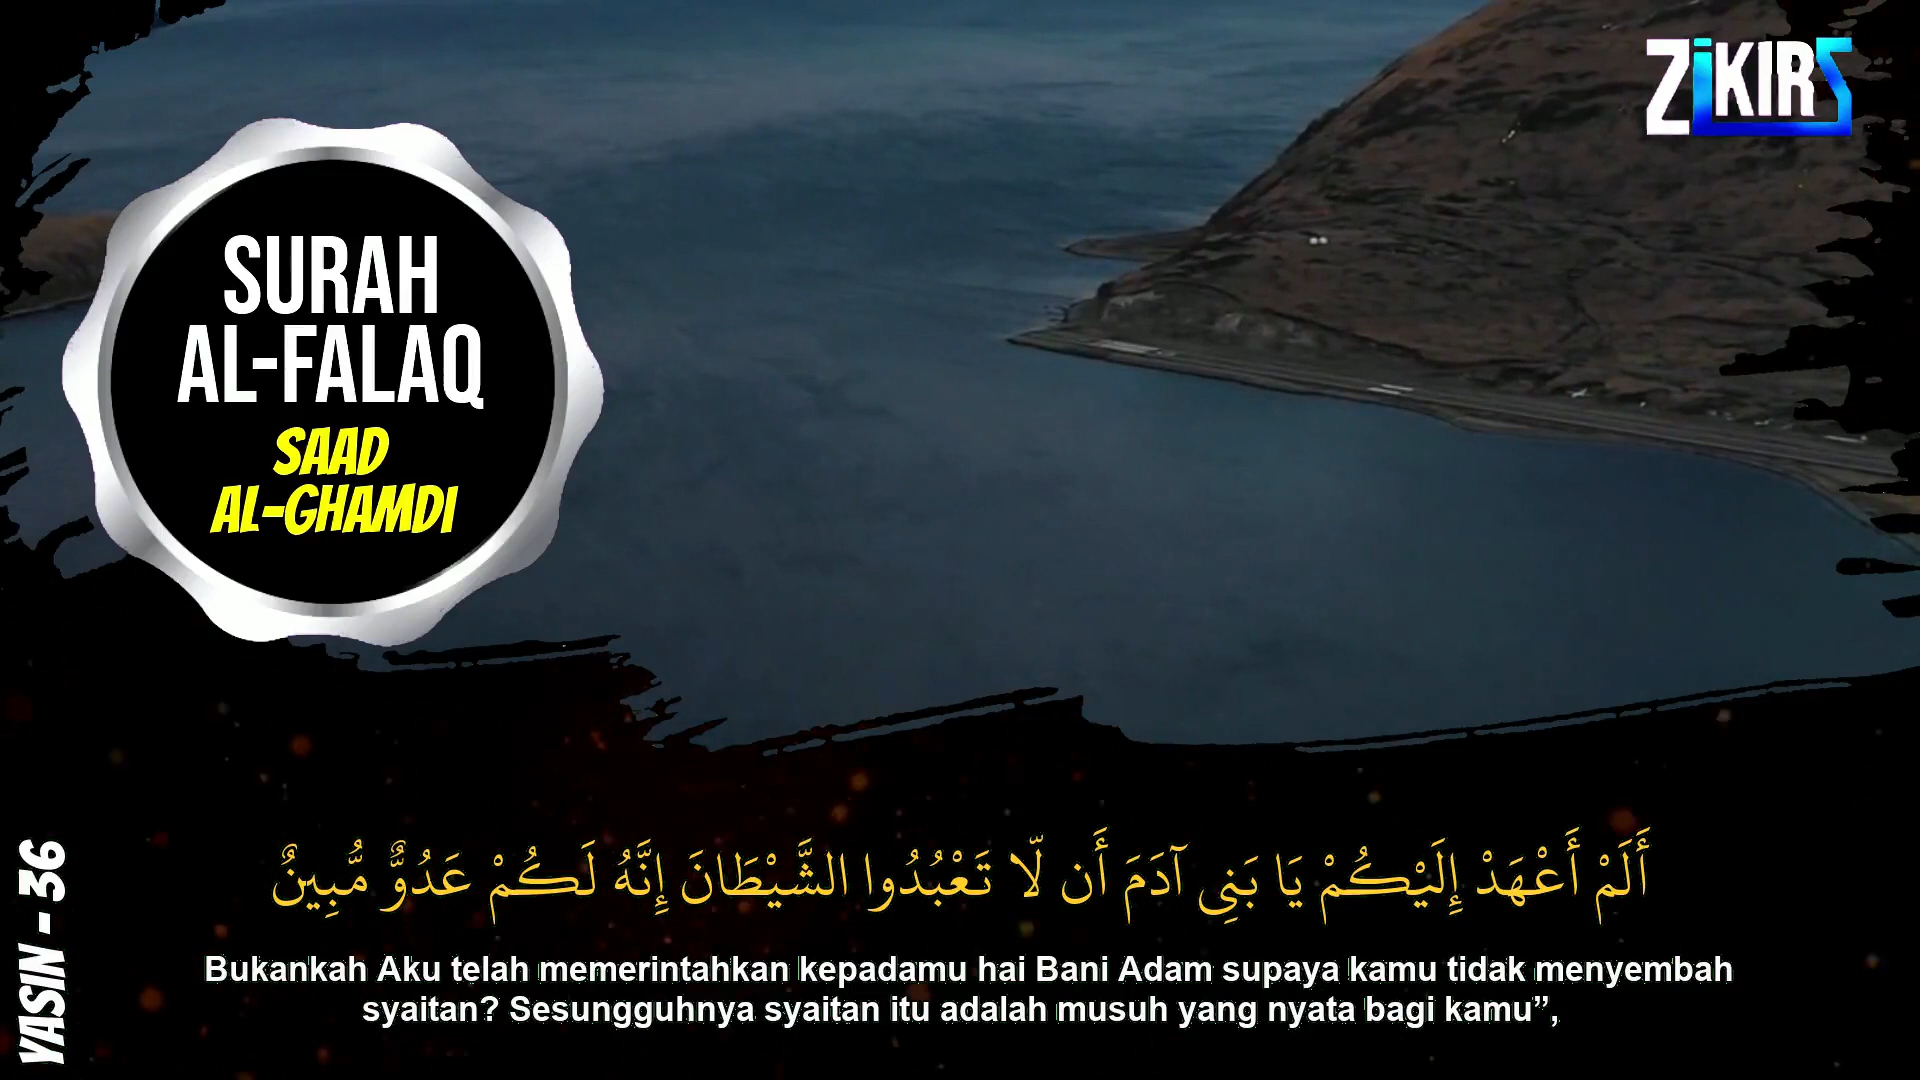 ZIKIRS
SURAH
AL-FALAQ
SAAD
AL-GHAMDI
أَلَمْ أَعْهَدْ إِلَيْكُمْ يَا بَنِي آدَمَ أَن لَّا تَعْبُدُوا الشَّيْطَانَ إِنَّهُ لَكُمْ عَدُوٌّ مُّبِينٌ
Bukankah Aku telah memerintahkan kepadamu hai Bani Adam supaya kamu tidak menyembah
syaitan? Sesungguhnya syaitan itu adalah musuh yang nyata bagi kamu”,
YASIN - 36